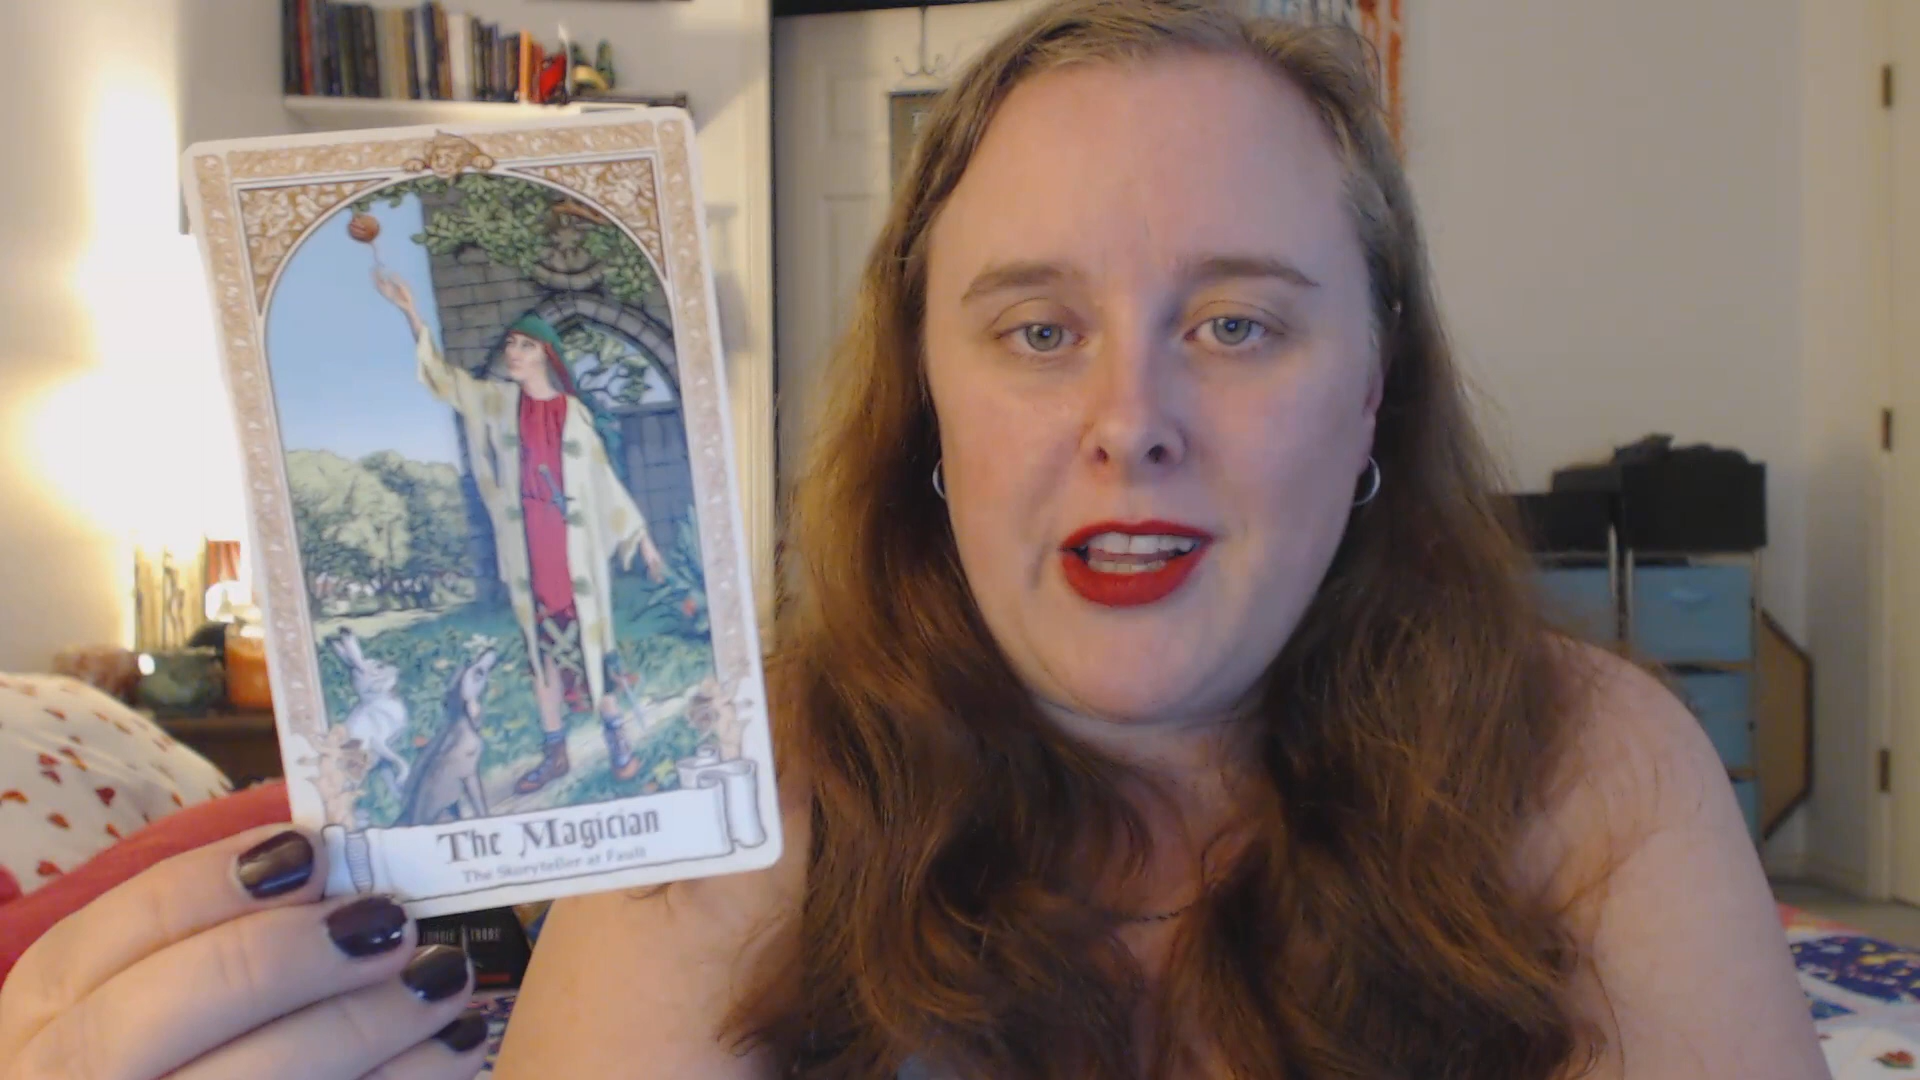 The Magician
The Storyteller at Fault